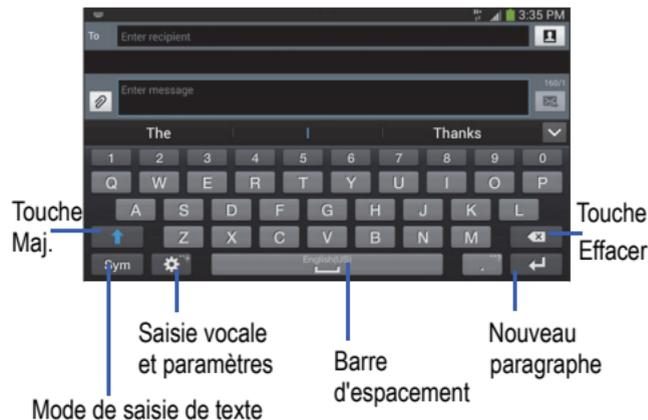 3:35 PM
To Enter recipient
Enter message
160/1
The I Thanks
1 2 3 4 5 6 7 8 9 0
Q W E R T Y U I O P
A S D F G H J K L
Z X C V B N M
Sym English(US) .
Touche
Maj.
Touche
Effacer
Saisie vocale
et paramètres
Barre
d'espacement
Nouveau
paragraphe
Mode de saisie de texte